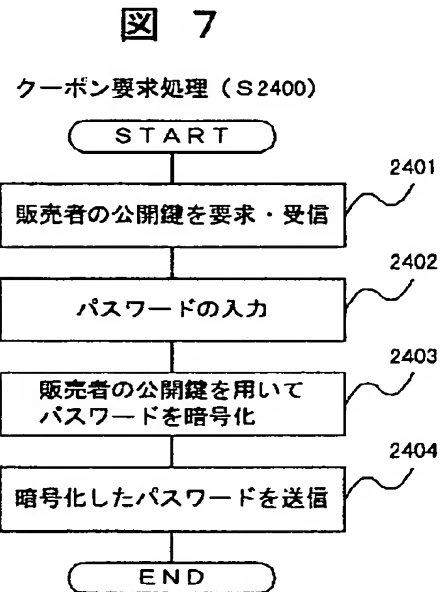 図 7
クーポン要求処理（S2400）
START
2401
販売者の公開鍵を要求・受信
2402
パスワードの入力
2403
販売者の公開鍵を用いて
パスワードを暗号化
2404
暗号化したパスワードを送信
END